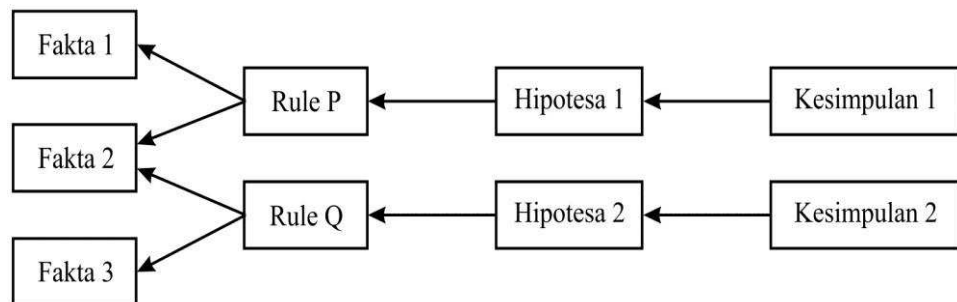 Fakta 1
Rule P
Hipotesa 1
Kesimpulan 1
Fakta 2
Rule Q
Hipotesa 2
Kesimpulan 2
Fakta 3